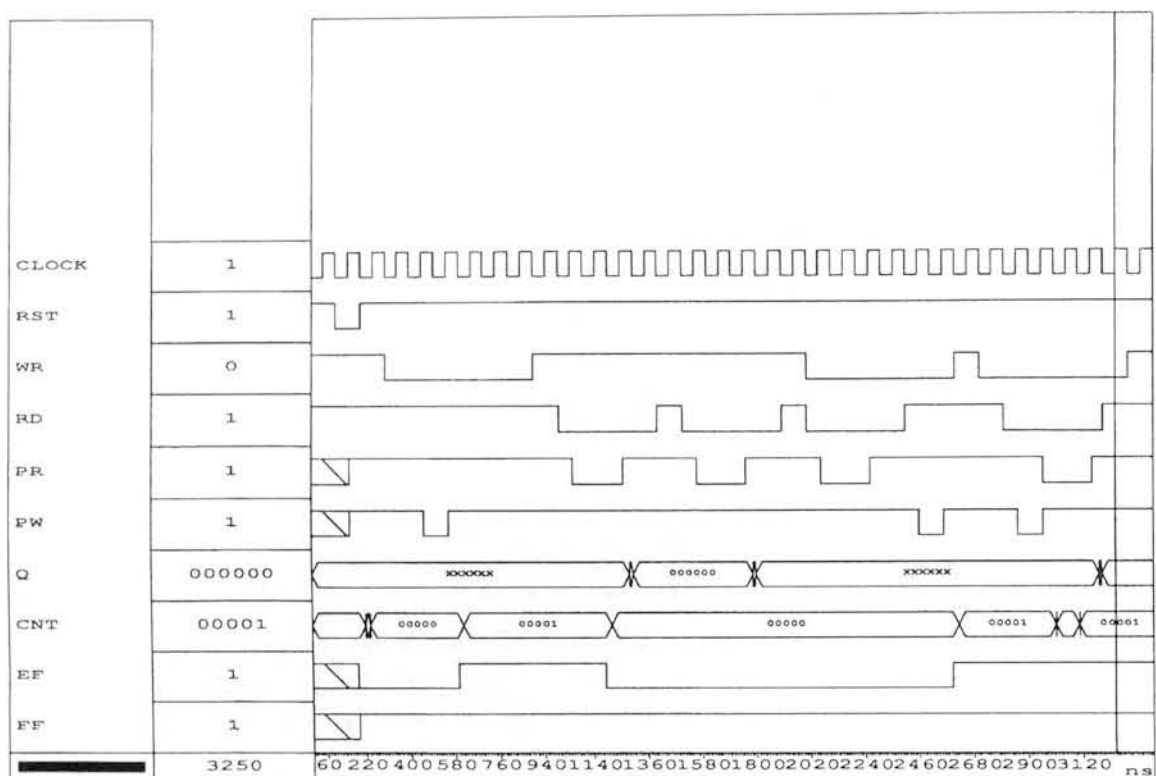 CLOCK 1
RST 1
WR 0
RD 1
PR 1
PW 1
Q 000000 xxxxxx 000000 xxxxxx
CNT 00001 00000 00001 00000 00001 00001
EF 1
FF 1
3250 60 220 400 580 760 940 1140 1360 1580 1800 2020 2240 2460 2680 2900 3120 ns